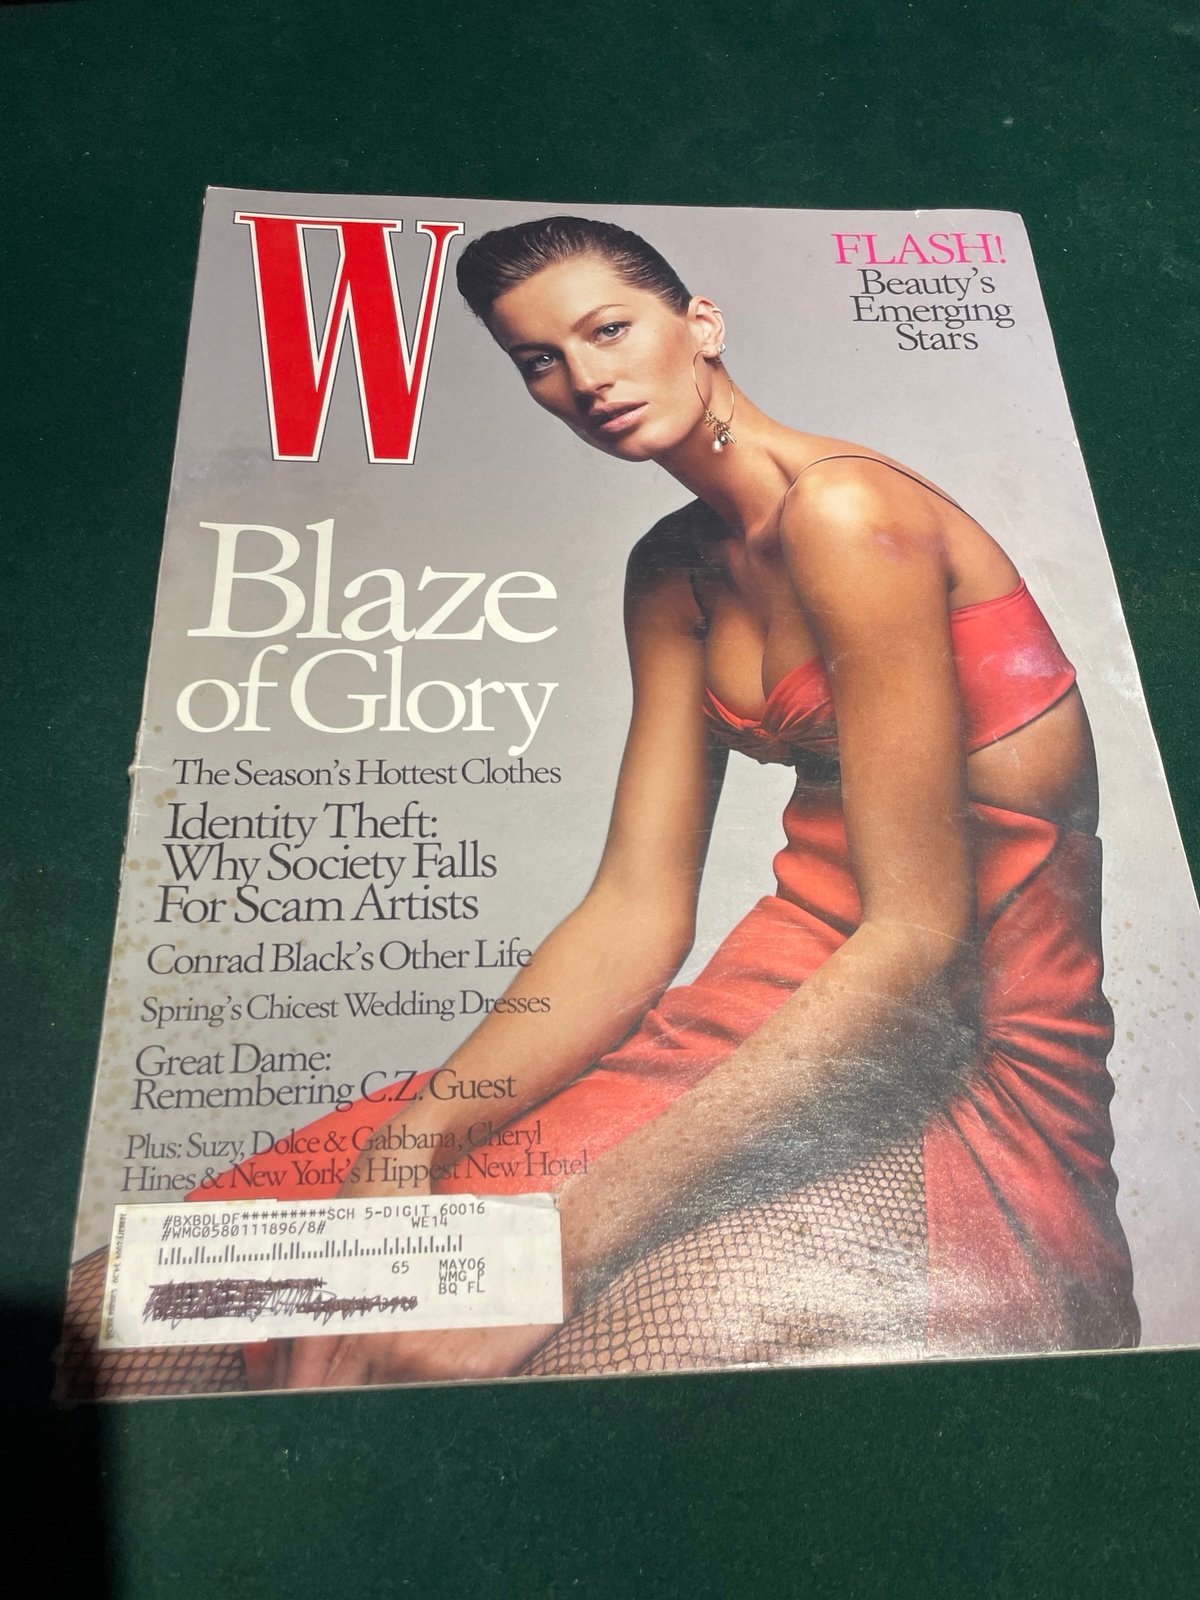 W
FLASH!
Beauty's
Emerging
Stars
Blaze
of Glory
The Season's Hottest Clothes
Identity Theft:
Why Society Falls
For Scam Artists
Conrad Black's Other Life
Spring's Chicest Wedding Dresses
Great Dame:
Remembering C.Z. Guest
Plus: Suzy, Dolce & Gabbana, Cheryl
Hines & New York's Hippest New Hotel
#BXBDLDF*********SCH 5-DIGIT 60016
#WMG0580111896/8# WE14
65 MAY06
WMG P
BQ FL